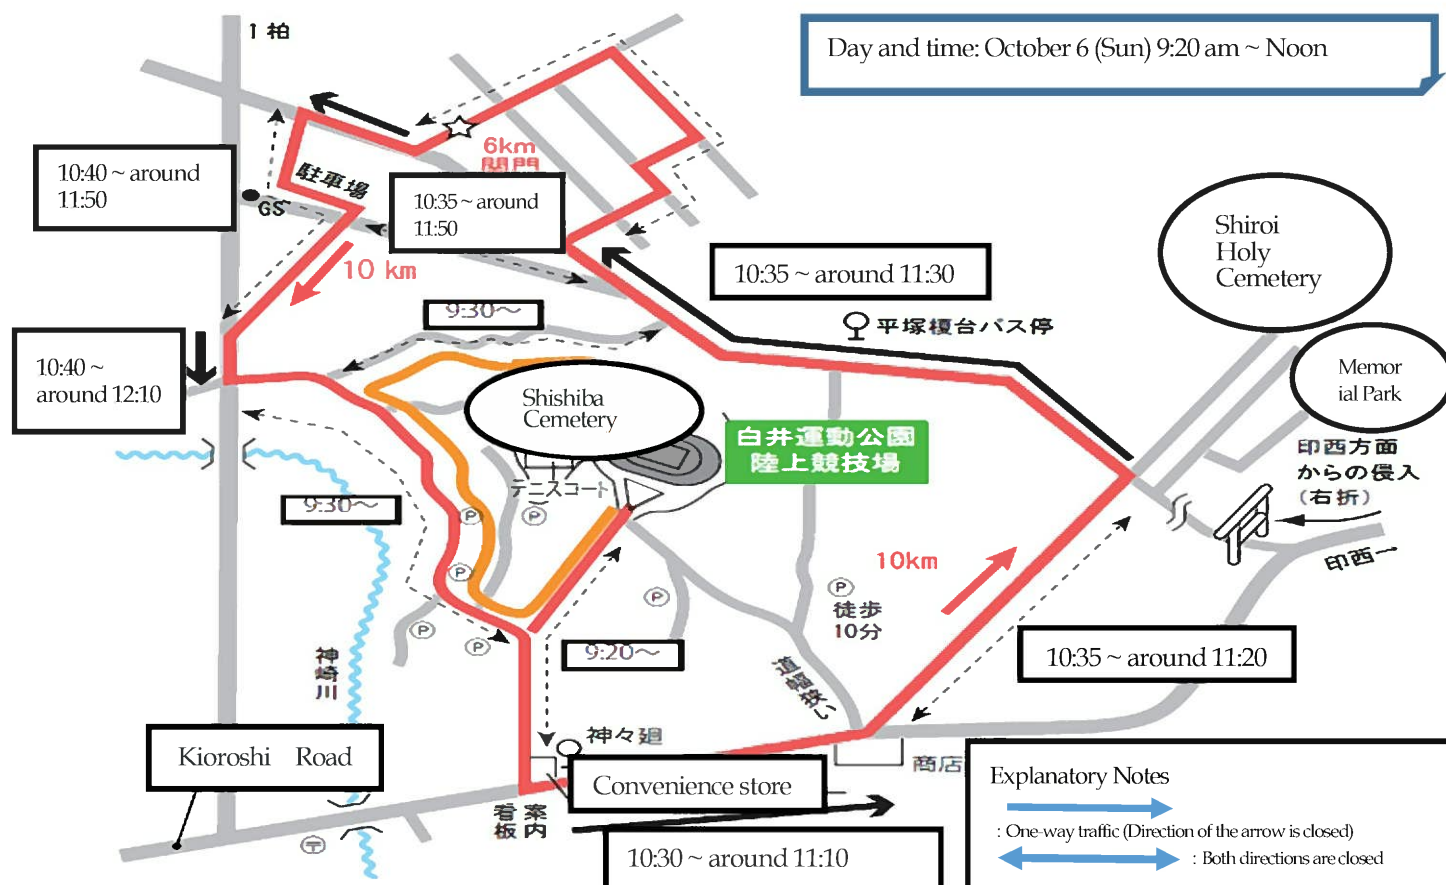 1 柏
Day and time: October 6 (Sun) 9:20 am ~ Noon
6km
関門
10:40 ~ around
11:50
駐車場
GS
10:35 ~ around
11:50
Shiroi
Holy
Cemetery
10 km
10:35 ~ around 11:30
平塚榎台バス停
9:30~
10:40 ~
around 12:10
Shishiba
Cemetery
Memor
ial Park
白井運動公園
陸上競技場
印西方面
からの侵入
(右折)
テニスコート
9:30~
P
P
P
P
P
P
P
10km
印西→
徒歩
10分
9:20~
10:35 ~ around 11:20
神崎川
神々廻
商店
Kioroshi Road
Convenience store
案内
看板
〒
10:30 ~ around 11:10
Explanatory Notes
: One-way traffic (Direction of the arrow is closed)
: Both directions are closed